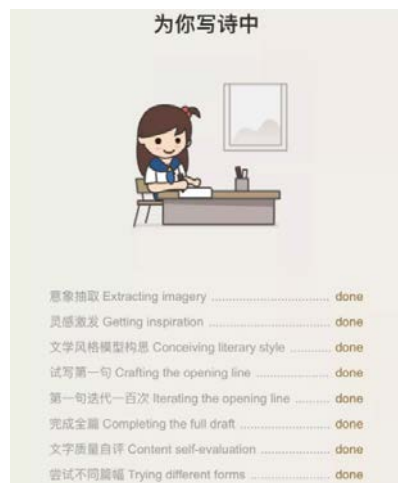 为你写诗中
意象抽取 Extracting imagery ................................ done
灵感激发 Getting inspiration ................................ done
文学风格模型构思 Conceiving literary style ........... done
试写第一句 Crafting the opening line .................... done
第一句迭代一百次 Iterating the opening line ......... done
完成全篇 Completing the full draft ........................ done
文字质量自评 Content self-evaluation ................... done
尝试不同篇幅 Trying different forms ..................... done